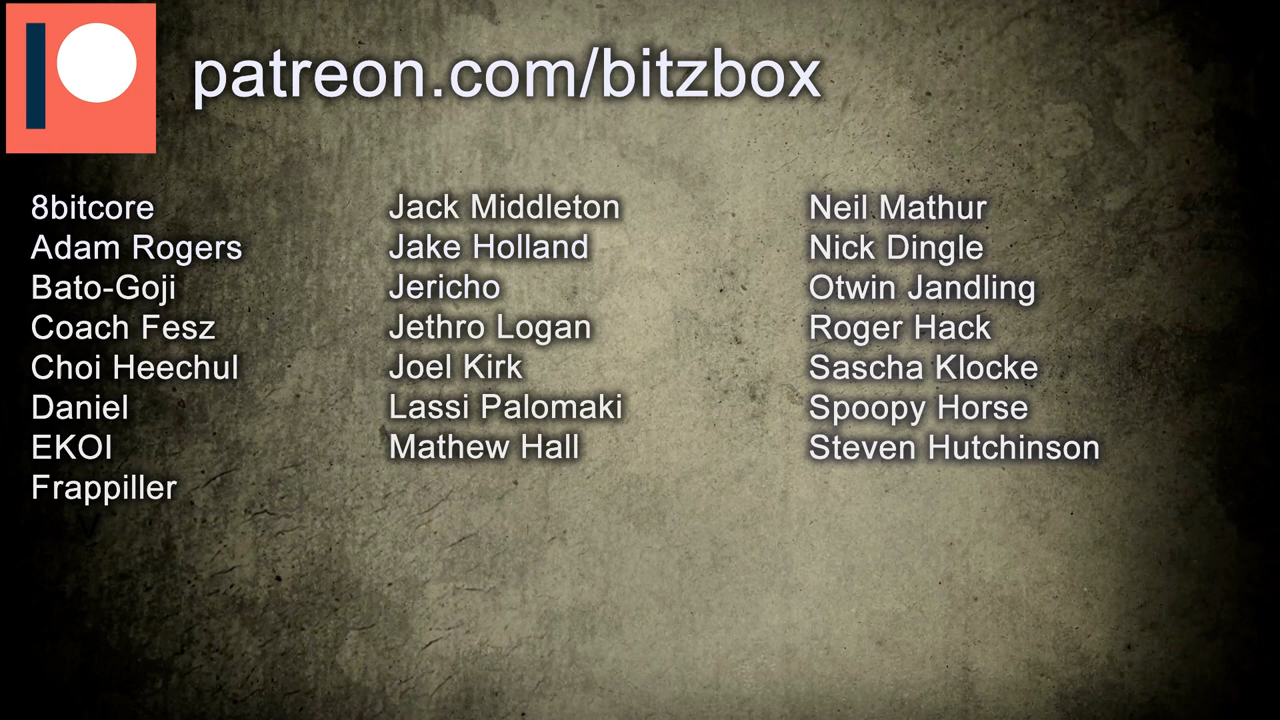 patreon.com/bitzbox
8bitcore
Adam Rogers
Bato-Goji
Coach Fesz
Choi Heechul
Daniel
EKOI
Frappiller
Jack Middleton
Jake Holland
Jericho
Jethro Logan
Joel Kirk
Lassi Palomaki
Mathew Hall
Neil Mathur
Nick Dingle
Otwin Jandling
Roger Hack
Sascha Klocke
Spoopy Horse
Steven Hutchinson